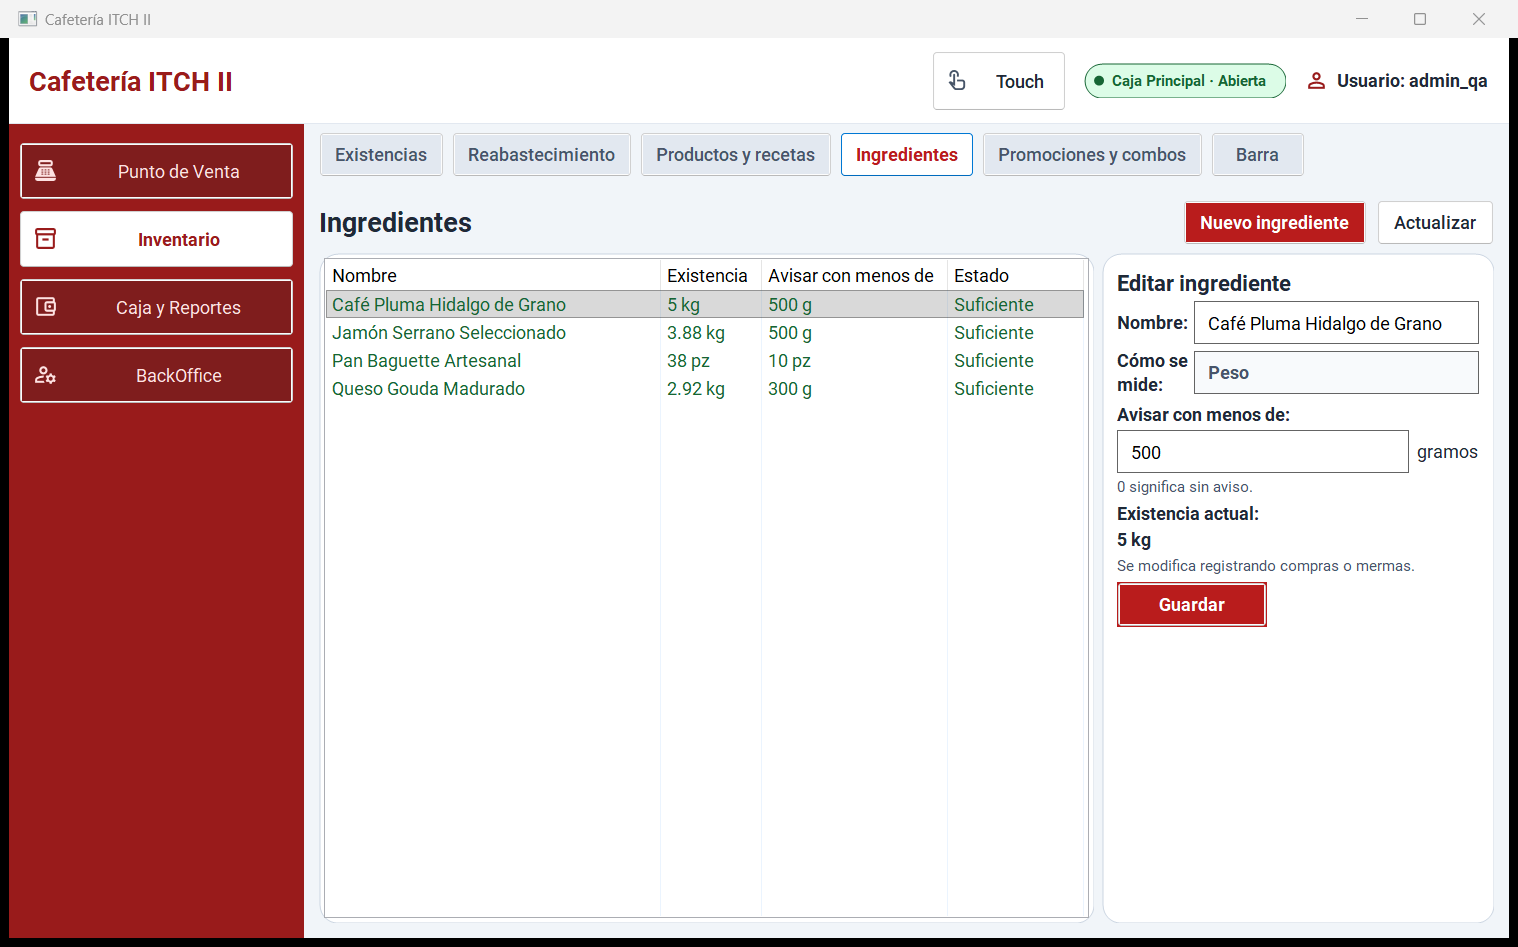 Cafetería ITCH II
Cafetería ITCH II
Touch
Caja Principal · Abierta
Usuario: admin_qa
Punto de Venta
Inventario
Caja y Reportes
BackOffice
Existencias
Reabastecimiento
Productos y recetas
Ingredientes
Promociones y combos
Barra
Ingredientes
Nuevo ingrediente
Actualizar
Nombre Existencia Avisar con menos de Estado
Café Pluma Hidalgo de Grano 5 kg 500 g Suficiente
Jamón Serrano Seleccionado 3.88 kg 500 g Suficiente
Pan Baguette Artesanal 38 pz 10 pz Suficiente
Queso Gouda Madurado 2.92 kg 300 g Suficiente
Editar ingrediente
Nombre: Café Pluma Hidalgo de Grano
Cómo se
mide:
Peso
Avisar con menos de:
500 gramos
0 significa sin aviso.
Existencia actual:
5 kg
Se modifica registrando compras o mermas.
Guardar